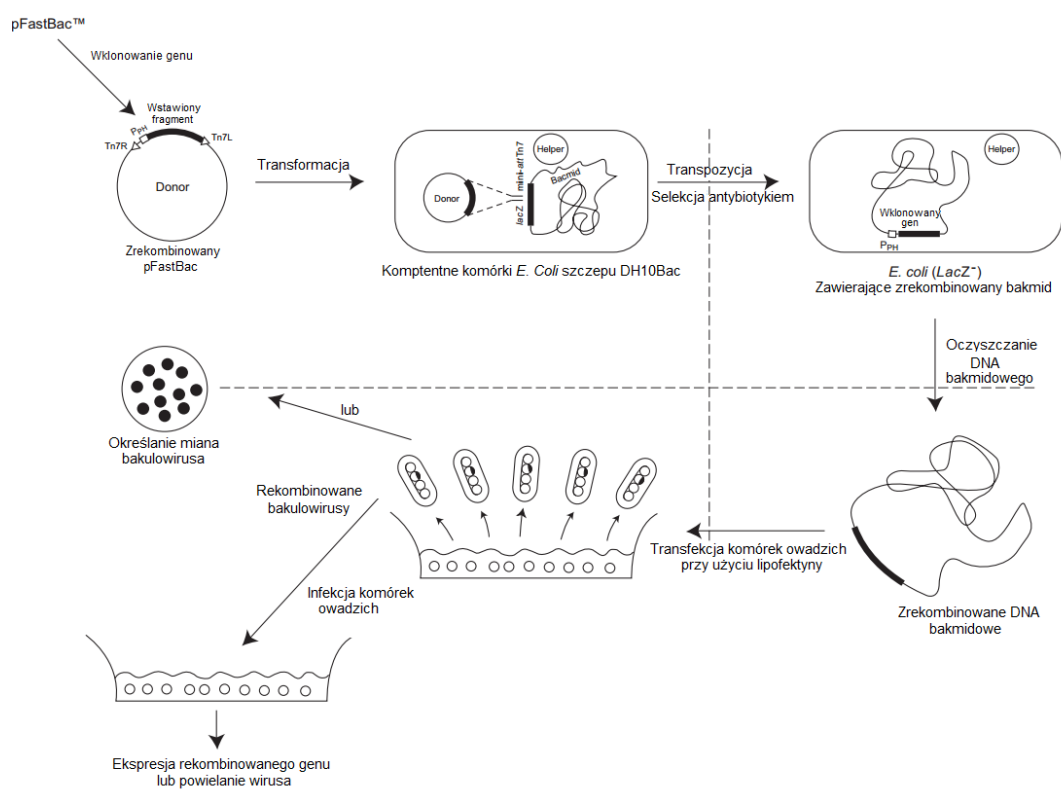 pFastBac™
Wklonowanie genu
Wstawiony
fragment
PPH
Tn7R
Tn7L
Donor
Zrekombinowany
pFastBac
Transformacja
Helper
Donor
lacZ
mini-attTn7
Bacmid
Komptentne komórki E. Coli szczepu DH10Bac
Transpozycja
Selekcja antybiotykiem
Helper
Wklonowany
gen
PPH
E. coli (LacZ⁻)
Zawierające zrekombinowany bakmid
Oczyszczanie
DNA
bakmidowego
Zrekombinowane DNA
bakmidowe
Transfekcja komórek owadzich
przy użyciu lipofektyny
Rekombinowane
bakulowirusy
lub
Określanie miana
bakulowirusa
Infekcja komórek
owadzich
Ekspresja rekombinowanego genu
lub powielanie wirusa